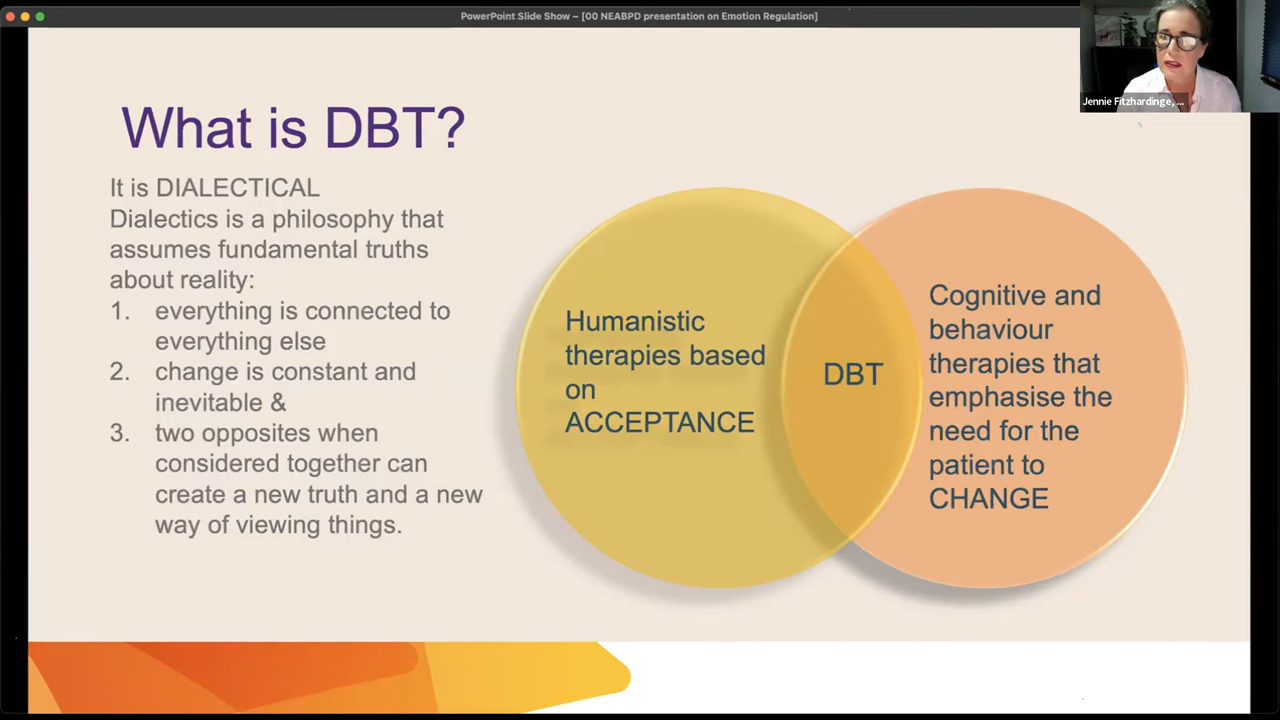 PowerPoint Slide Show – [00 NEABPD presentation on Emotion Regulation]
Jennie Fitzhardinge, ...
What is DBT?
It is DIALECTICAL
Dialectics is a philosophy that
assumes fundamental truths
about reality:
1. everything is connected to
everything else
2. change is constant and
inevitable &
3. two opposites when
considered together can
create a new truth and a new
way of viewing things.
Humanistic
therapies based
on
ACCEPTANCE
DBT
Cognitive and
behaviour
therapies that
emphasise the
need for the
patient to
CHANGE